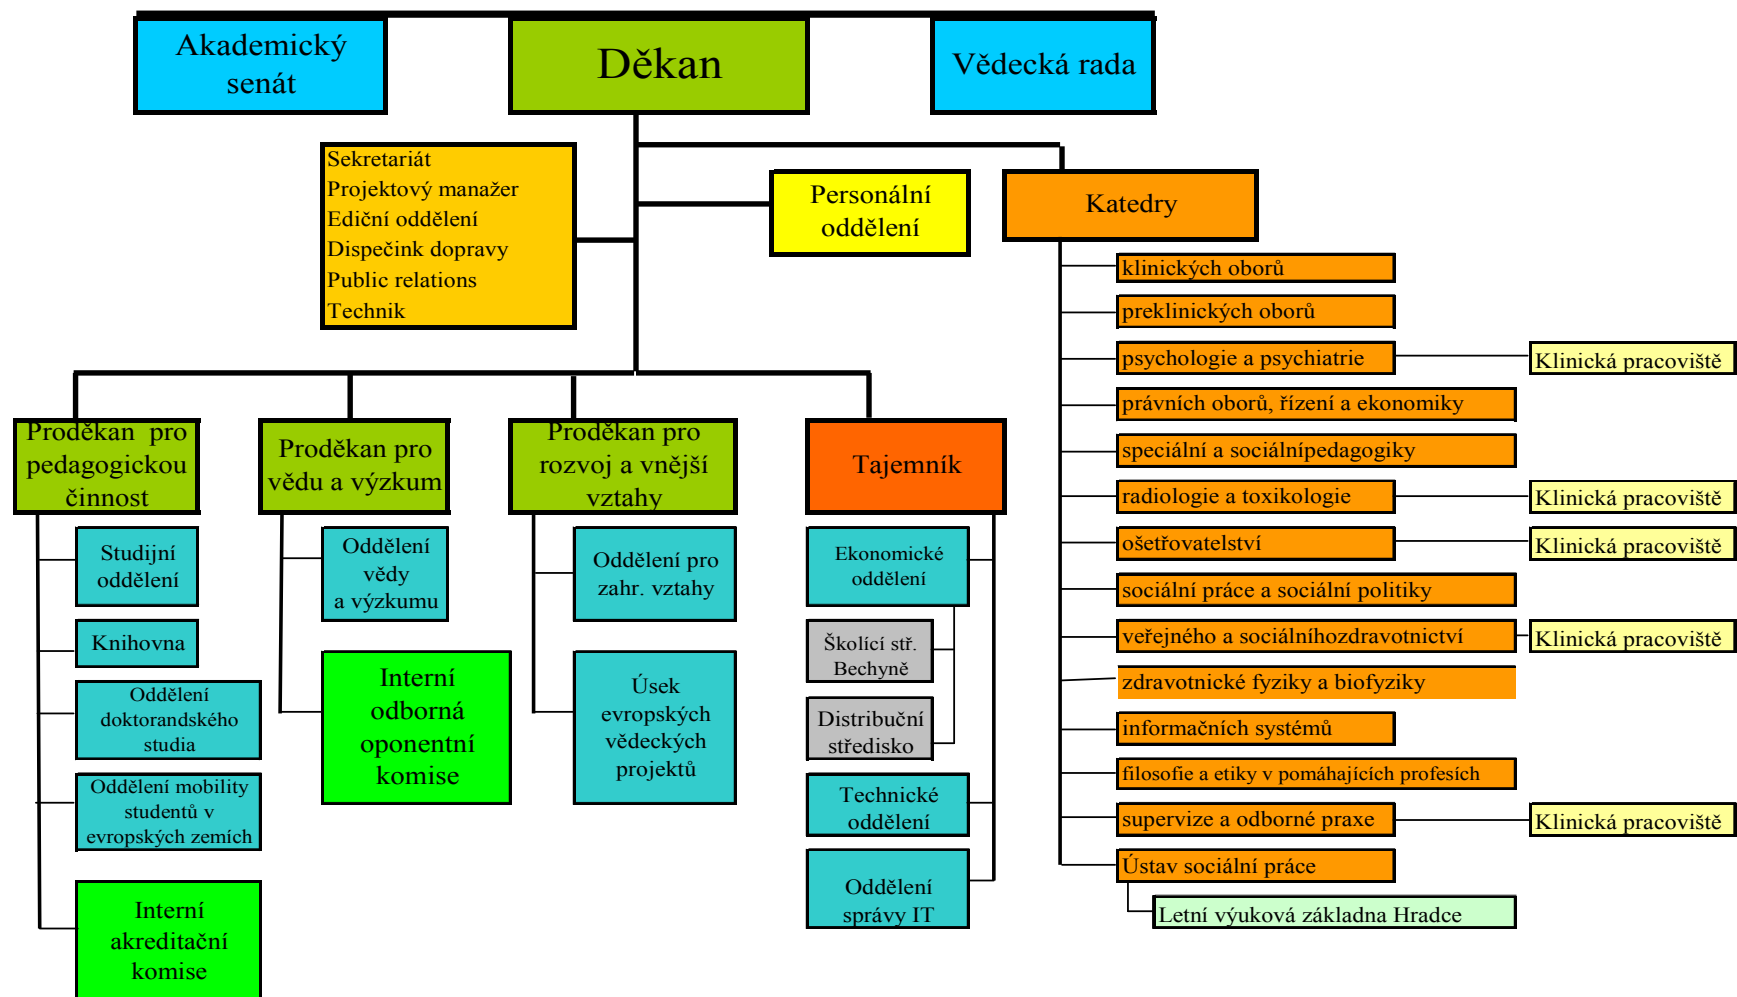 Akademický
senát
Děkan
Vědecká rada
Sekretariát
Projektový manažer
Ediční oddělení
Dispečink dopravy
Public relations
Technik
Personální
oddělení
Katedry
klinických oborů
preklinických oborů
psychologie a psychiatrie
Klinická pracoviště
právních oborů, řízení a ekonomiky
speciální a sociálnípedagogiky
radiologie a toxikologie
Klinická pracoviště
ošetřovatelství
Klinická pracoviště
sociální práce a sociální politiky
veřejného a sociálníhozdravotnictví
Klinická pracoviště
zdravotnické fyziky a biofyziky
informačních systémů
filosofie a etiky v pomáhajících profesích
supervize a odborné praxe
Klinická pracoviště
Ústav sociální práce
Letní výuková základna Hradce
Proděkan pro
pedagogickou
činnost
Studijní
oddělení
Knihovna
Oddělení
doktorandského
studia
Oddělení mobility
studentů v
evropských zemích
Interní
akreditační
komise
Proděkan pro
vědu a výzkum
Oddělení
vědy
a výzkumu
Interní
odborná
oponentní
komise
Proděkan pro
rozvoj a vnější
vztahy
Oddělení pro
zahr. vztahy
Úsek
evropských
vědeckých
projektů
Tajemník
Ekonomické
oddělení
Školící stř.
Bechyně
Distribuční
středisko
Technické
oddělení
Oddělení
správy IT